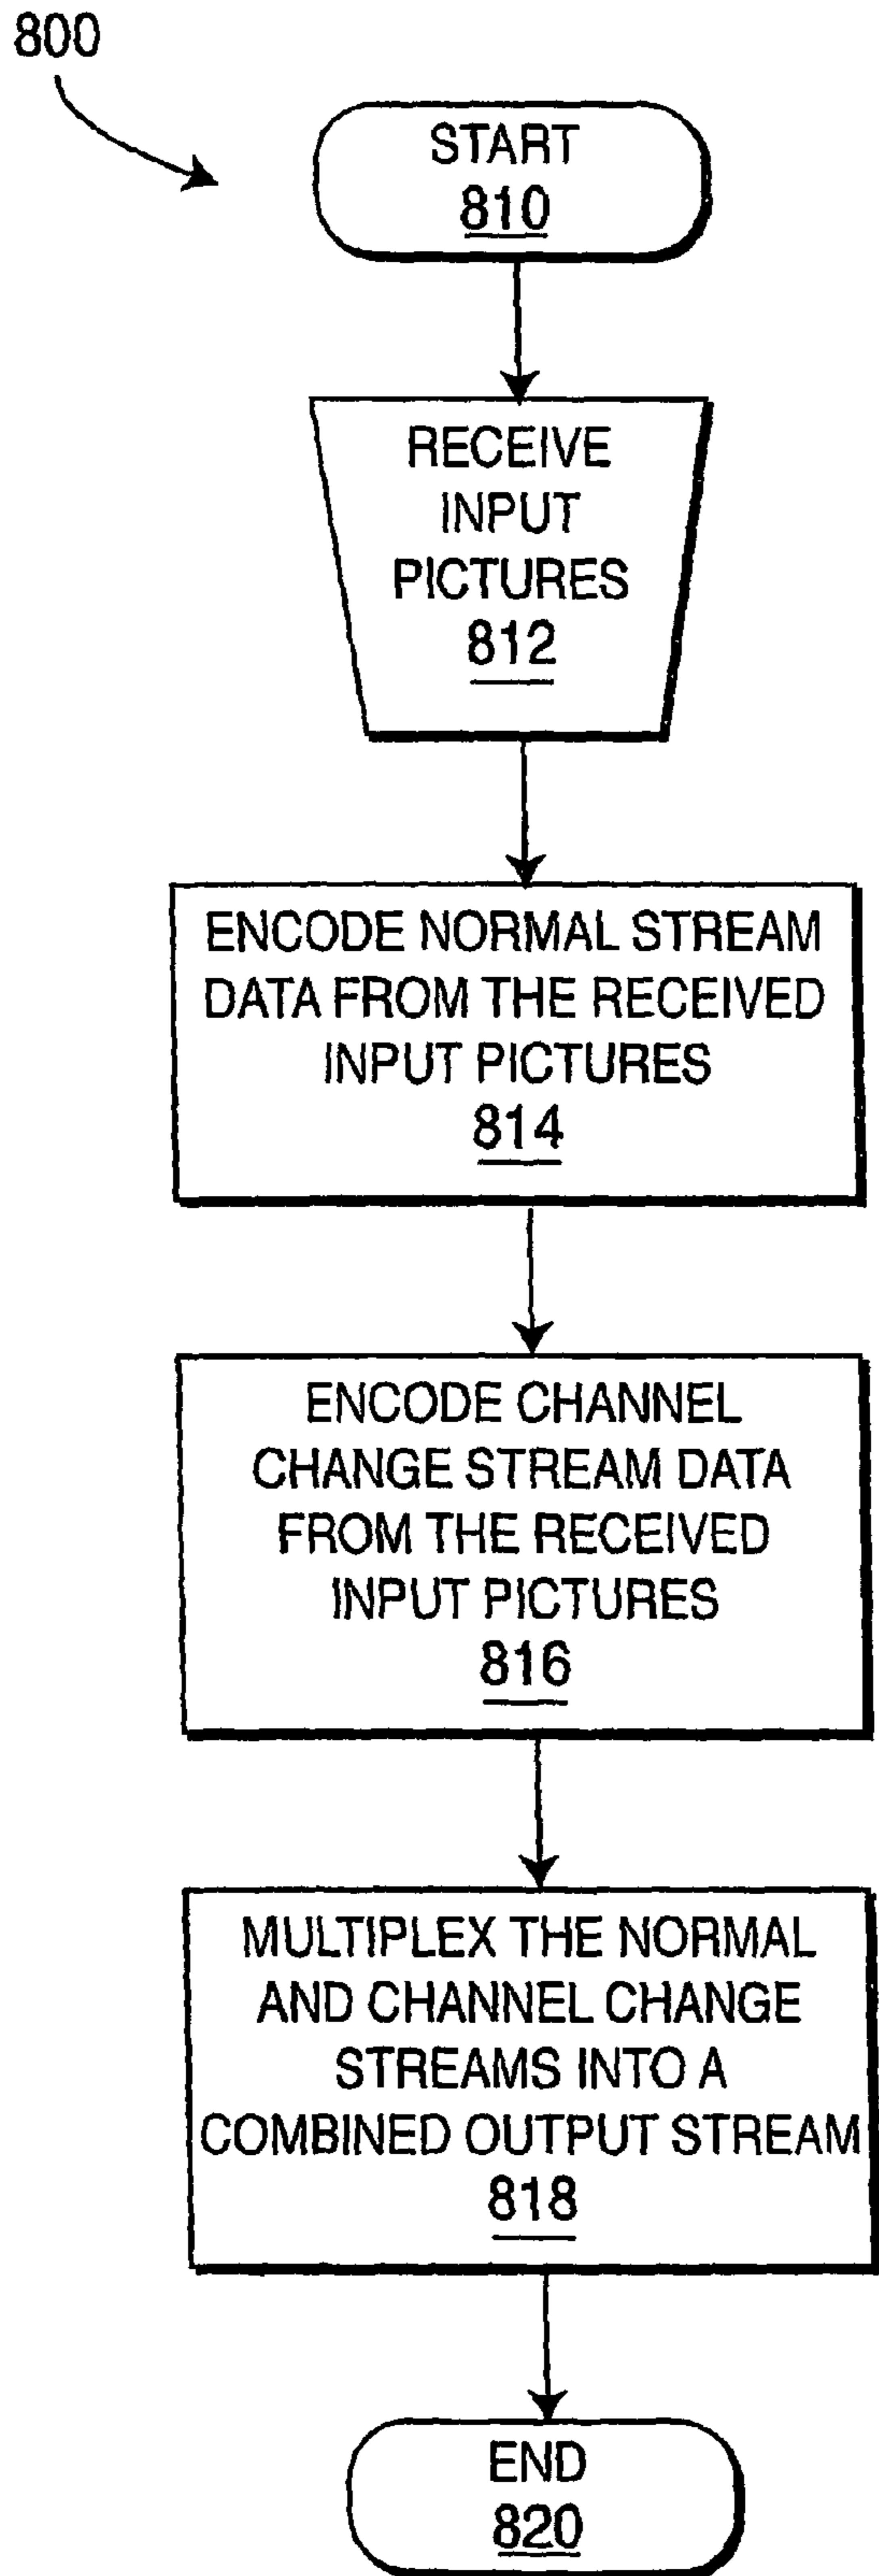 800
START
810
RECEIVE
INPUT
PICTURES
812
ENCODE NORMAL STREAM
DATA FROM THE RECEIVED
INPUT PICTURES
814
ENCODE CHANNEL
CHANGE STREAM DATA
FROM THE RECEIVED
INPUT PICTURES
816
MULTIPLEX THE NORMAL
AND CHANNEL CHANGE
STREAMS INTO A
COMBINED OUTPUT STREAM
818
END
820